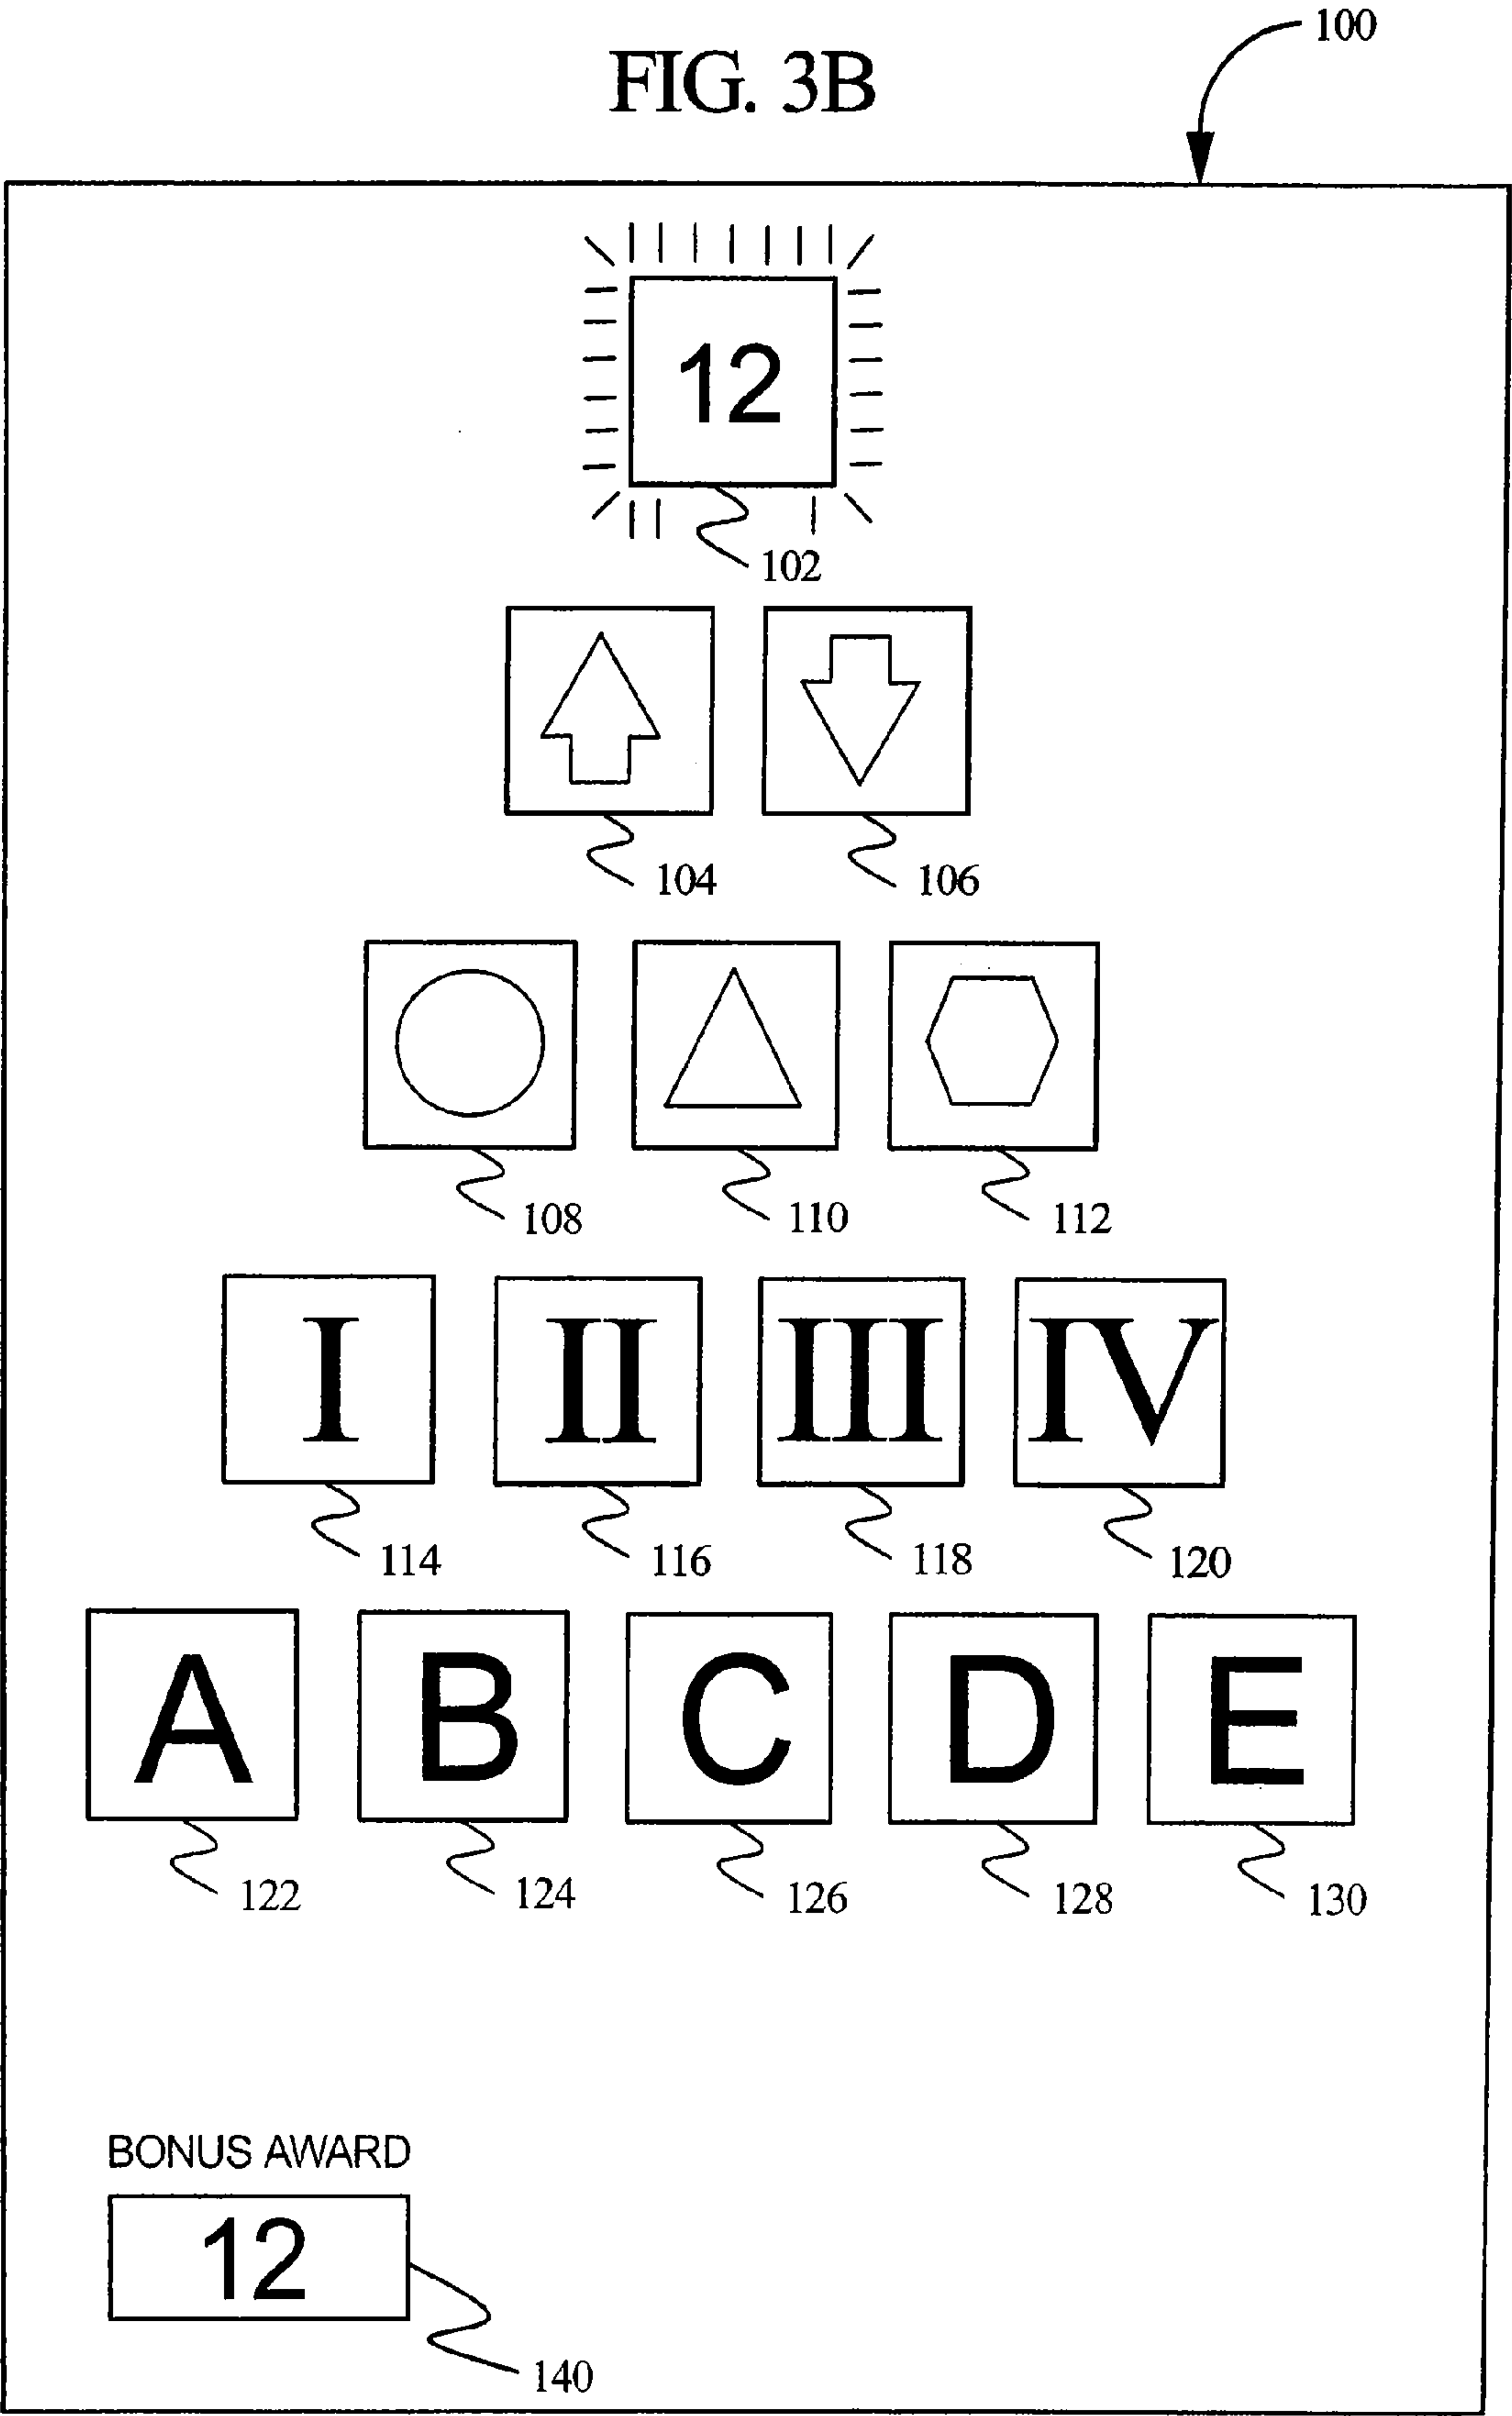 100
FIG. 3B
12
102
104 106
108 110 112
I II III IV
114 116 118 120
A B C D E
122 124 126 128 130
BONUS AWARD
12
140